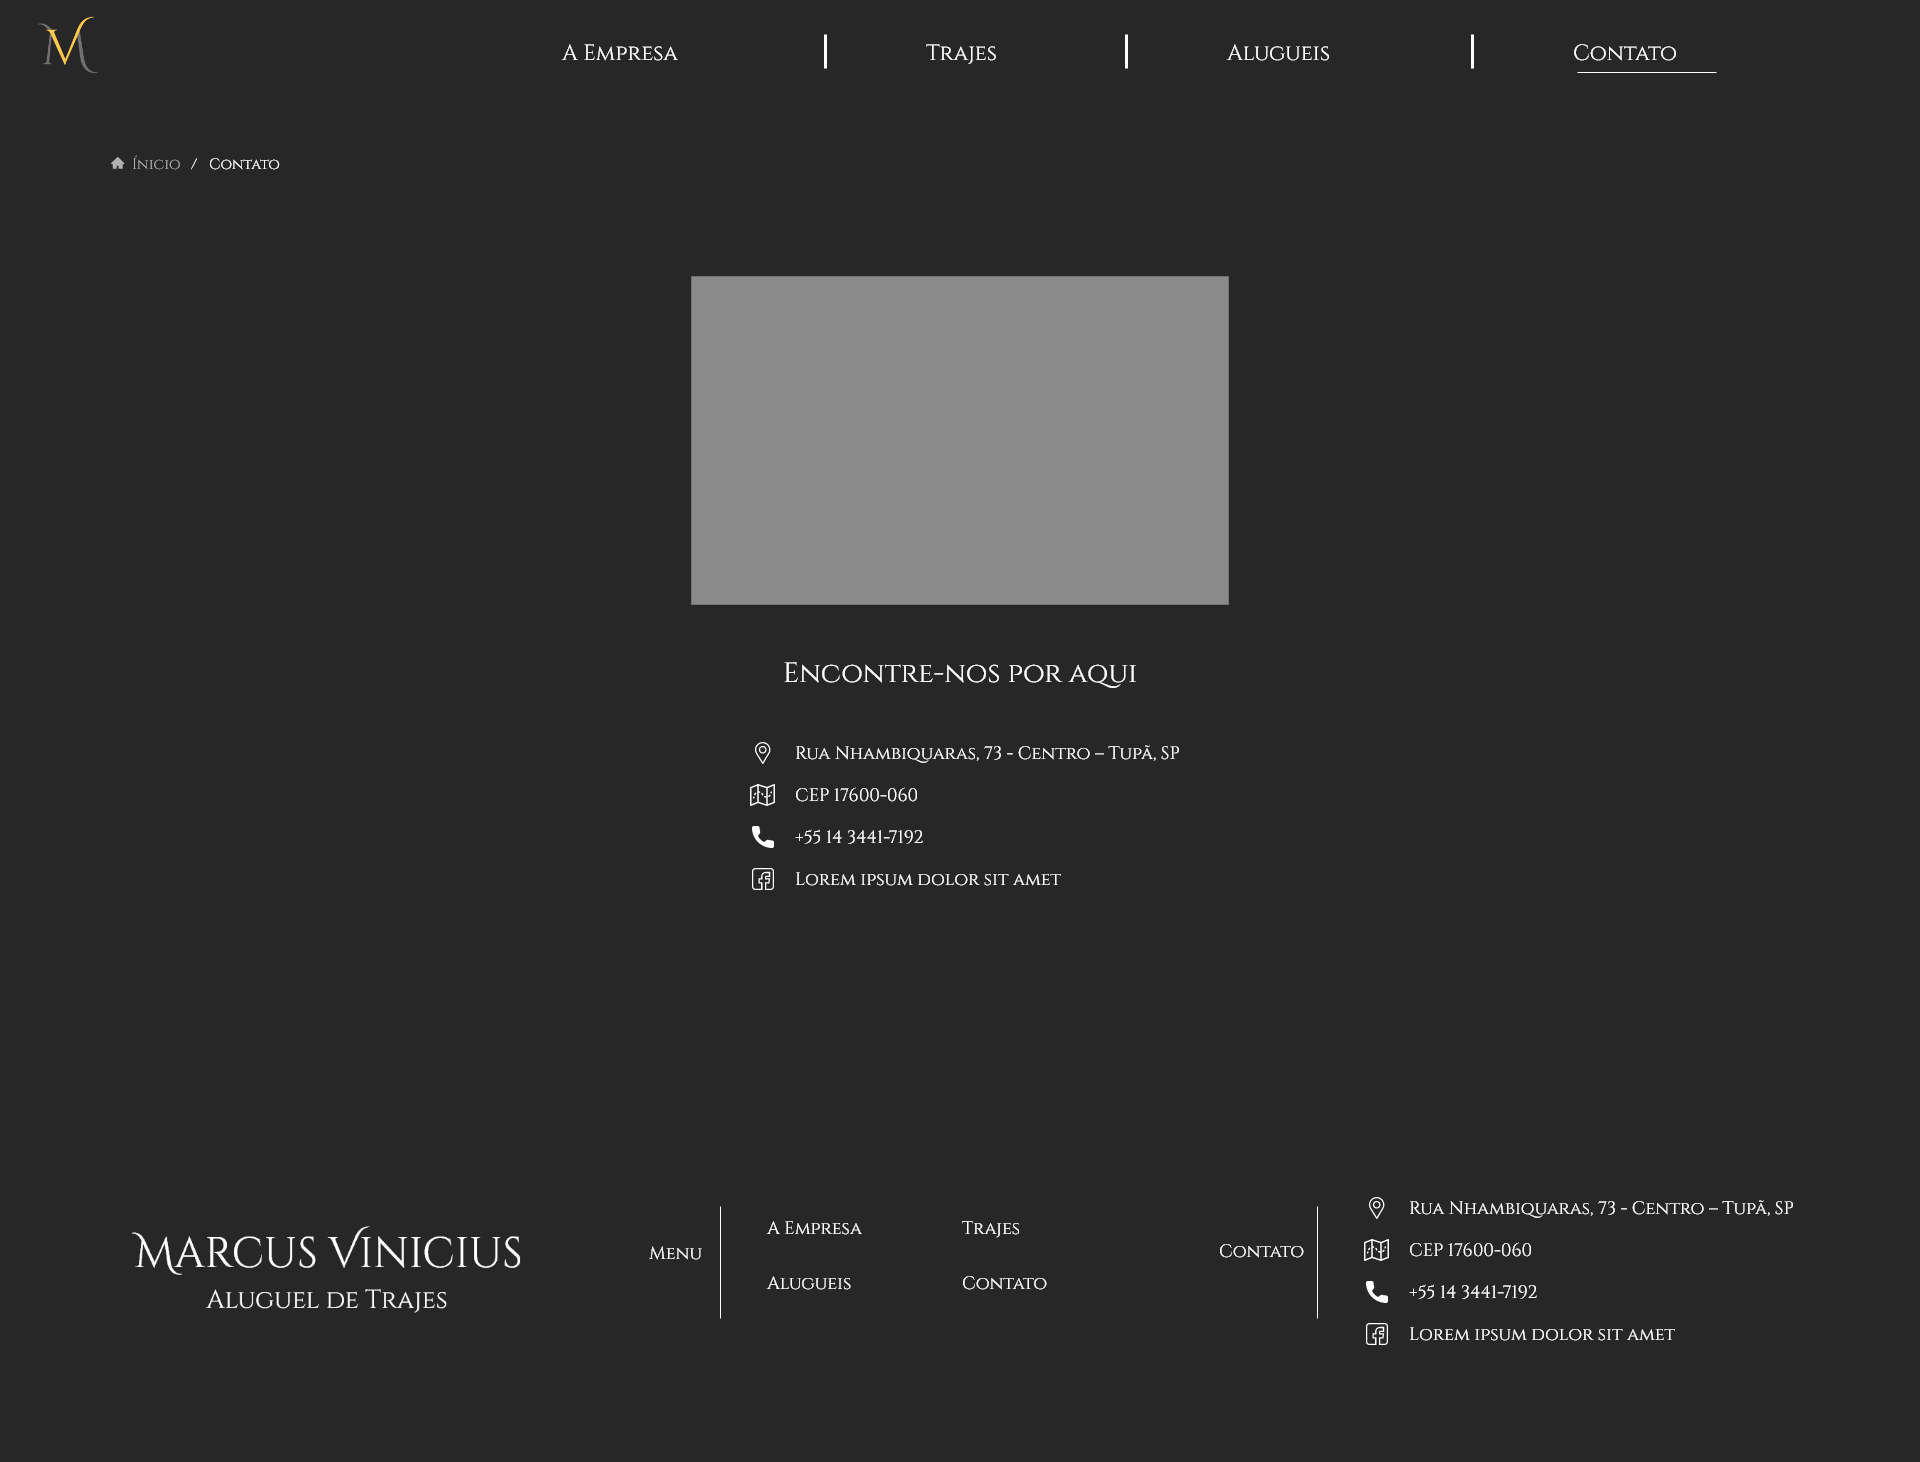 M
A Empresa
Trajes
Alugueis
Contato
Ínicio / Contato
Encontre-nos por aqui
Rua Nhambiquaras, 73 - Centro – Tupã, SP
CEP 17600-060
+55 14 3441-7192
Lorem ipsum dolor sit amet
Marcus Vinicius
Aluguel de Trajes
Menu
A Empresa
Trajes
Alugueis
Contato
Contato
Rua Nhambiquaras, 73 - Centro – Tupã, SP
CEP 17600-060
+55 14 3441-7192
Lorem ipsum dolor sit amet